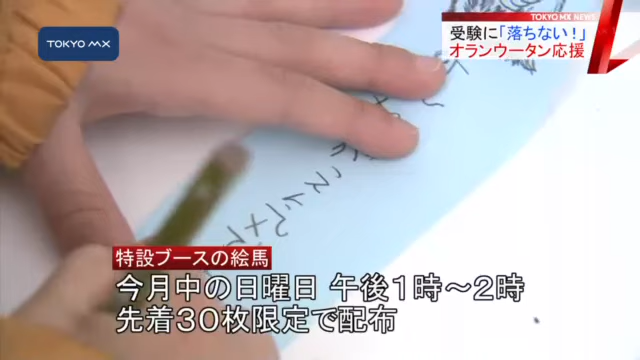 TOKYO MX
TOKYO MX NEWS
受験に「落ちない！」
オランウータン応援
特設ブースの絵馬
今月中の日曜日 午後1時～2時
先着30枚限定で配布